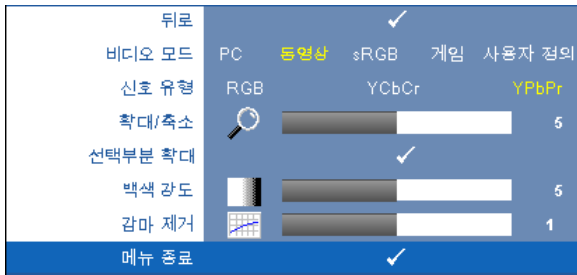 뒤로
비디오 모드 PC 동영상 sRGB 게임 사용자 정의
신호 유형 RGB YCbCr YPbPr
확대/축소 5
선택부분 확대
백색 강도 5
감마 제거 1
메뉴 종료